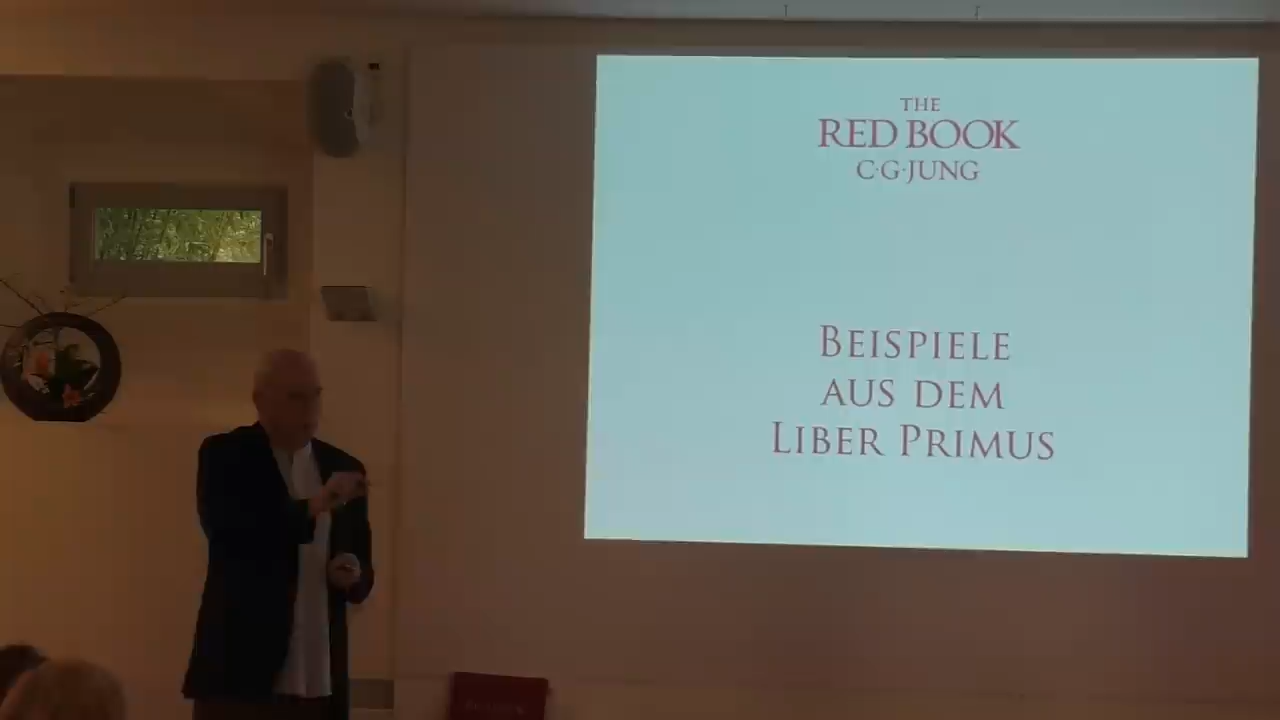 THE
RED BOOK
C·G·JUNG
BEISPIELE
AUS DEM
LIBER PRIMUS